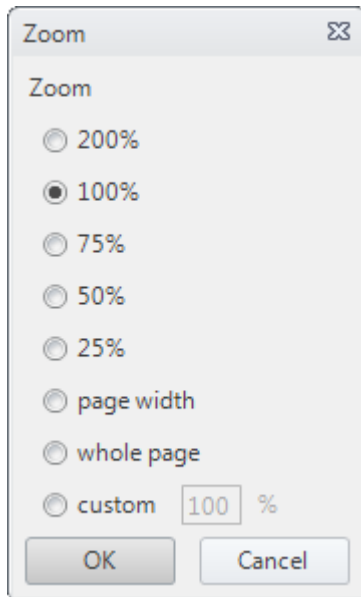 Zoom
Zoom
200%
100%
75%
50%
25%
page width
whole page
custom 100 %
OK Cancel